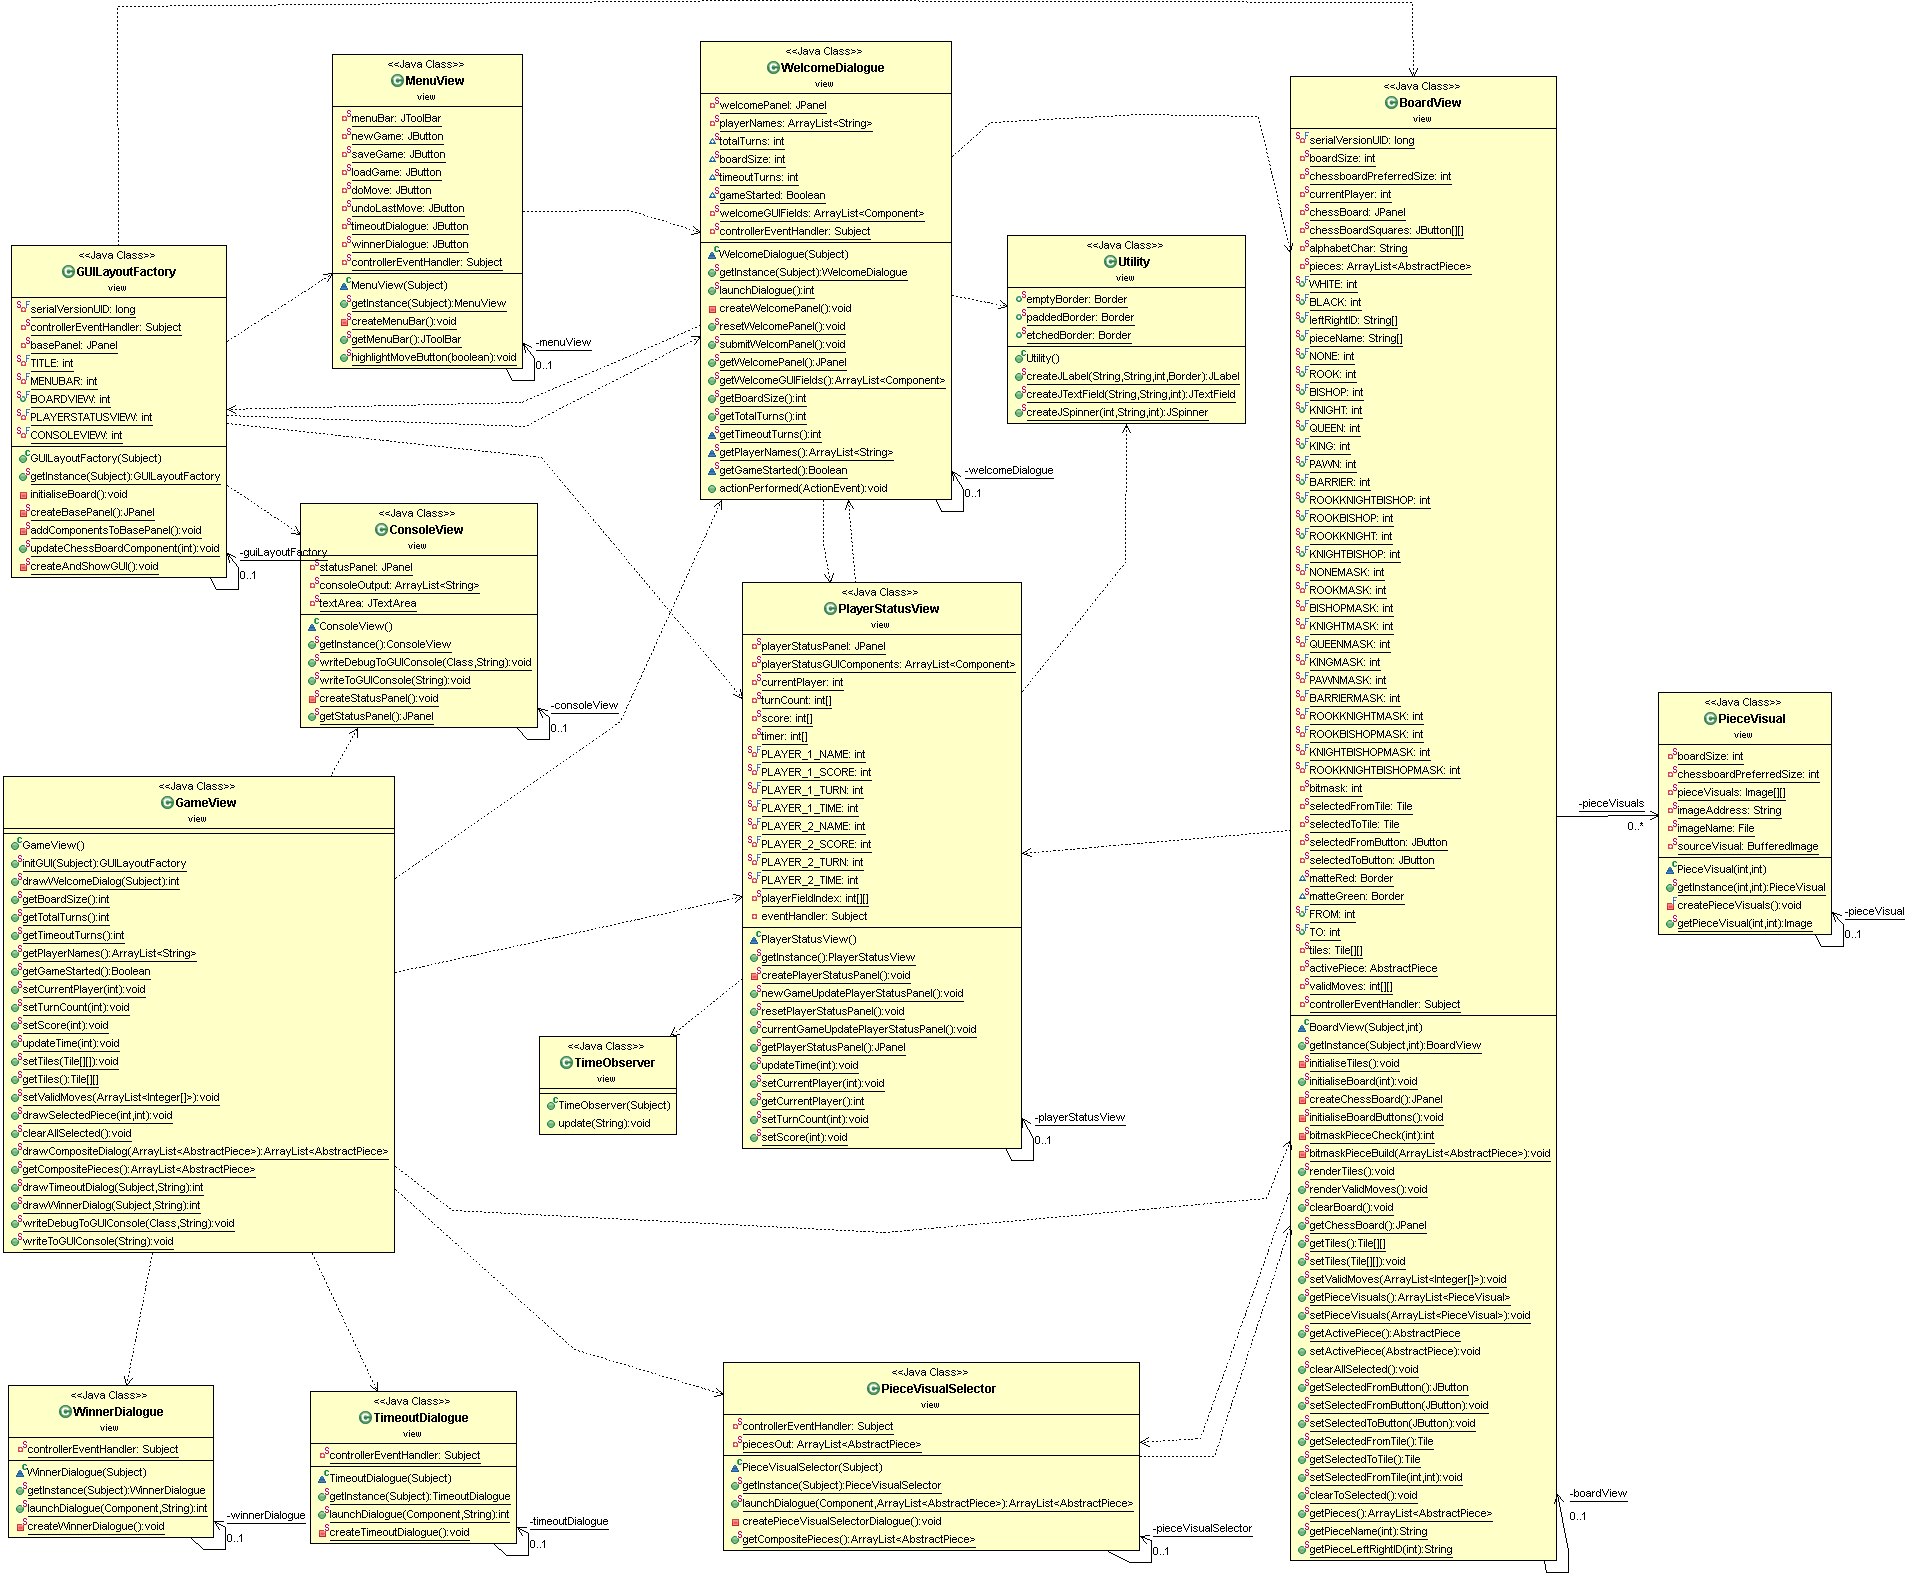 <<Java Class>>
GUILayoutFactory
view
serialVersionUID: long
controllerEventHandler: Subject
basePanel: JPanel
TITLE: int
MENUBAR: int
BOARDVIEW: int
PLAYERSTATUSVIEW: int
CONSOLEVIEW: int
GUILayoutFactory(Subject)
getInstance(Subject):GUILayoutFactory
initialiseBoard():void
createBasePanel():JPanel
addComponentsToBasePanel():void
updateChessBoardComponent(int):void
createAndShowGUI():void
-guiLayoutFactory
0..1
<<Java Class>>
MenuView
view
menuBar: JToolBar
newGame: JButton
saveGame: JButton
loadGame: JButton
doMove: JButton
undoLastMove: JButton
timeoutDialogue: JButton
winnerDialogue: JButton
controllerEventHandler: Subject
MenuView(Subject)
getInstance(Subject):MenuView
createMenuBar():void
getMenuBar():JToolBar
highlightMoveButton(boolean):void
-menuView
0..1
<<Java Class>>
WelcomeDialogue
view
welcomePanel: JPanel
playerNames: ArrayList<String>
totalTurns: int
boardSize: int
timeoutTurns: int
gameStarted: Boolean
welcomeGUIFields: ArrayList<Component>
controllerEventHandler: Subject
WelcomeDialogue(Subject)
getInstance(Subject):WelcomeDialogue
launchDialogue():int
createWelcomePanel():void
resetWelcomePanel():void
submitWelcomPanel():void
getWelcomePanel():JPanel
getWelcomeGUIFields():ArrayList<Component>
getBoardSize():int
getTotalTurns():int
getTimeoutTurns():int
getPlayerNames():ArrayList<String>
getGameStarted():Boolean
actionPerformed(ActionEvent):void
-welcomeDialogue
0..1
<<Java Class>>
Utility
view
emptyBorder: Border
paddedBorder: Border
etchedBorder: Border
Utility()
createJLabel(String,String,int,Border):JLabel
createJTextField(String,String,int):JTextField
createJSpinner(int,String,int):JSpinner
<<Java Class>>
BoardView
view
serialVersionUID: long
boardSize: int
chessboardPreferredSize: int
currentPlayer: int
chessBoard: JPanel
chessBoardSquares: JButton[][]
alphabetChar: String
pieces: ArrayList<AbstractPiece>
WHITE: int
BLACK: int
leftRightID: String[]
pieceName: String[]
NONE: int
ROOK: int
BISHOP: int
KNIGHT: int
QUEEN: int
KING: int
PAWN: int
BARRIER: int
ROOKKNIGHTBISHOP: int
ROOKBISHOP: int
ROOKKNIGHT: int
KNIGHTBISHOP: int
NONEMASK: int
ROOKMASK: int
BISHOPMASK: int
KNIGHTMASK: int
QUEENMASK: int
KINGMASK: int
PAWNMASK: int
BARRIERMASK: int
ROOKKNIGHTMASK: int
ROOKBISHOPMASK: int
KNIGHTBISHOPMASK: int
ROOKKNIGHTBISHOPMASK: int
bitmask: int
selectedFromTile: Tile
selectedToTile: Tile
selectedFromButton: JButton
selectedToButton: JButton
matteRed: Border
matteGreen: Border
FROM: int
TO: int
tiles: Tile[][]
activePiece: AbstractPiece
validMoves: int[][]
controllerEventHandler: Subject
BoardView(Subject,int)
getInstance(Subject,int):BoardView
initialiseTiles():void
initialiseBoard(int):void
createChessBoard():JPanel
initialiseBoardButtons():void
bitmaskPieceCheck(int):int
bitmaskPieceBuild(ArrayList<AbstractPiece>):void
renderTiles():void
renderValidMoves():void
clearBoard():void
getChessBoard():JPanel
getTiles():Tile[][]
setTiles(Tile[][]):void
setValidMoves(ArrayList<Integer[]>):void
getPieceVisuals():ArrayList<PieceVisual>
setPieceVisuals(ArrayList<PieceVisual>):void
getActivePiece():AbstractPiece
setActivePiece(AbstractPiece):void
clearAllSelected():void
getSelectedFromButton():JButton
setSelectedFromButton(JButton):void
setSelectedToButton(JButton):void
getSelectedFromTile():Tile
getSelectedToTile():Tile
setSelectedFromTile(int,int):void
clearToSelected():void
getPieces():ArrayList<AbstractPiece>
getPieceName(int):String
getPieceLeftRightID(int):String
-boardView
0..1
-pieceVisuals
0..*
<<Java Class>>
PieceVisual
view
boardSize: int
chessboardPreferredSize: int
pieceVisuals: Image[][]
imageAddress: String
imageName: File
sourceVisual: BufferedImage
PieceVisual(int,int)
getInstance(int,int):PieceVisual
createPieceVisuals():void
getPieceVisual(int,int):Image
-pieceVisual
0..1
<<Java Class>>
ConsoleView
view
statusPanel: JPanel
consoleOutput: ArrayList<String>
textArea: JTextArea
ConsoleView()
getInstance():ConsoleView
writeDebugToGUIConsole(Class,String):void
writeToGUIConsole(String):void
createStatusPanel():void
getStatusPanel():JPanel
-consoleView
0..1
<<Java Class>>
PlayerStatusView
view
playerStatusPanel: JPanel
playerStatusGUIComponents: ArrayList<Component>
currentPlayer: int
turnCount: int[]
score: int[]
timer: int[]
PLAYER_1_NAME: int
PLAYER_1_SCORE: int
PLAYER_1_TURN: int
PLAYER_1_TIME: int
PLAYER_2_NAME: int
PLAYER_2_SCORE: int
PLAYER_2_TURN: int
PLAYER_2_TIME: int
playerFieldIndex: int[][]
eventHandler: Subject
PlayerStatusView()
getInstance():PlayerStatusView
createPlayerStatusPanel():void
newGameUpdatePlayerStatusPanel():void
resetPlayerStatusPanel():void
currentGameUpdatePlayerStatusPanel():void
getPlayerStatusPanel():JPanel
updateTime(int):void
setCurrentPlayer(int):void
getCurrentPlayer():int
setTurnCount(int):void
setScore(int):void
-playerStatusView
0..1
<<Java Class>>
TimeObserver
view
TimeObserver(Subject)
update(String):void
<<Java Class>>
GameView
view
GameView()
initGUI(Subject):GUILayoutFactory
drawWelcomeDialog(Subject):int
getBoardSize():int
getTotalTurns():int
getTimeoutTurns():int
getPlayerNames():ArrayList<String>
getGameStarted():Boolean
setCurrentPlayer(int):void
setTurnCount(int):void
setScore(int):void
updateTime(int):void
setTiles(Tile[][]):void
getTiles():Tile[][]
setValidMoves(ArrayList<Integer[]>):void
drawSelectedPiece(int,int):void
clearAllSelected():void
drawCompositeDialog(ArrayList<AbstractPiece>):ArrayList<AbstractPiece>
getCompositePieces():ArrayList<AbstractPiece>
drawTimeoutDialog(Subject,String):int
drawWinnerDialog(Subject,String):int
writeDebugToGUIConsole(Class,String):void
writeToGUIConsole(String):void
<<Java Class>>
WinnerDialogue
view
controllerEventHandler: Subject
WinnerDialogue(Subject)
getInstance(Subject):WinnerDialogue
launchDialogue(Component,String):int
createWinnerDialogue():void
-winnerDialogue
0..1
<<Java Class>>
TimeoutDialogue
view
controllerEventHandler: Subject
TimeoutDialogue(Subject)
getInstance(Subject):TimeoutDialogue
launchDialogue(Component,String):int
createTimeoutDialogue():void
-timeoutDialogue
0..1
<<Java Class>>
PieceVisualSelector
view
controllerEventHandler: Subject
piecesOut: ArrayList<AbstractPiece>
PieceVisualSelector(Subject)
getInstance(Subject):PieceVisualSelector
launchDialogue(Component,ArrayList<AbstractPiece>):ArrayList<AbstractPiece>
createPieceVisualSelectorDialogue():void
getCompositePieces():ArrayList<AbstractPiece>
-pieceVisualSelector
0..1